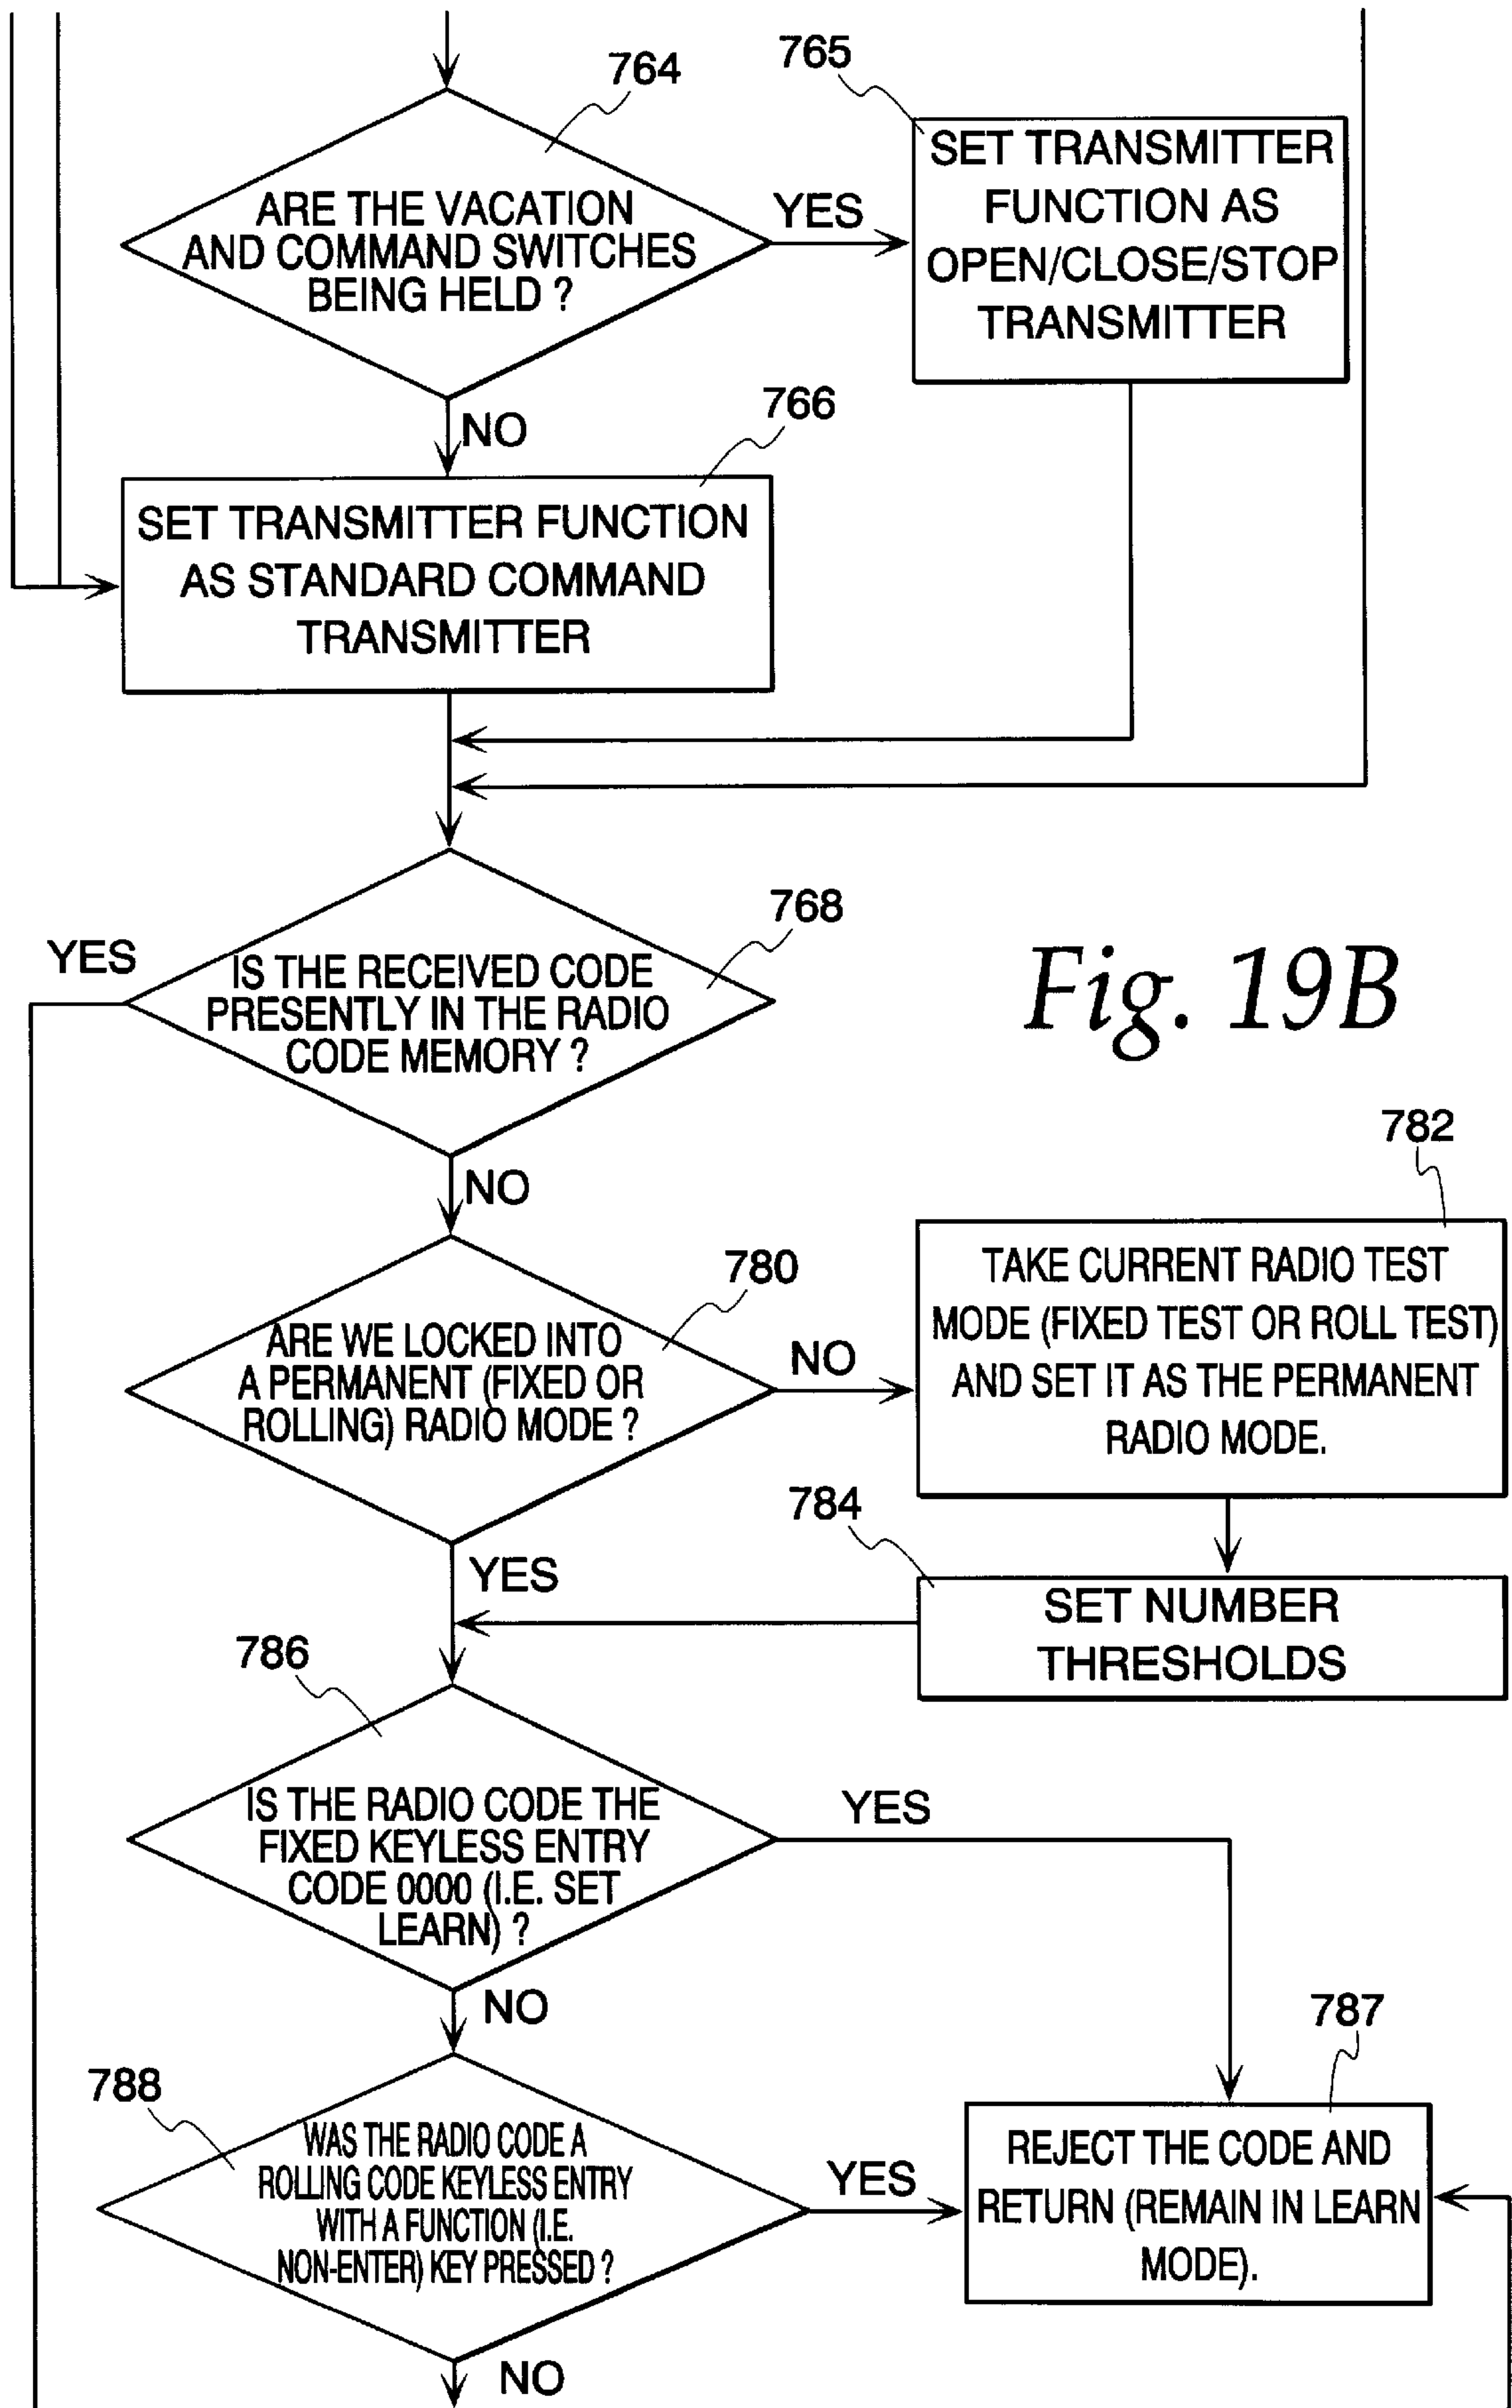 764
765
ARE THE VACATION
AND COMMAND SWITCHES
BEING HELD ?
YES
SET TRANSMITTER
FUNCTION AS
OPEN/CLOSE/STOP
TRANSMITTER
NO
766
SET TRANSMITTER FUNCTION
AS STANDARD COMMAND
TRANSMITTER
768
YES
IS THE RECEIVED CODE
PRESENTLY IN THE RADIO
CODE MEMORY ?
Fig. 19B
NO
780
782
ARE WE LOCKED INTO
A PERMANENT (FIXED OR
ROLLING) RADIO MODE ?
NO
TAKE CURRENT RADIO TEST
MODE (FIXED TEST OR ROLL TEST)
AND SET IT AS THE PERMANENT
RADIO MODE.
784
YES
SET NUMBER
THRESHOLDS
786
IS THE RADIO CODE THE
FIXED KEYLESS ENTRY
CODE 0000 (I.E. SET
LEARN) ?
YES
NO
787
788
WAS THE RADIO CODE A
ROLLING CODE KEYLESS ENTRY
WITH A FUNCTION (I.E.
NON-ENTER) KEY PRESSED ?
YES
REJECT THE CODE AND
RETURN (REMAIN IN LEARN
MODE).
NO